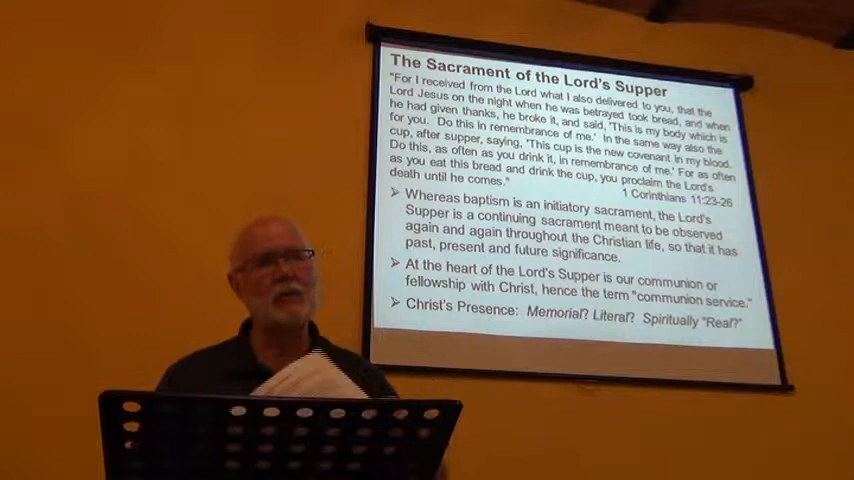 The Sacrament of the Lord's Supper
"For I received from the Lord what I also delivered to you, that the
Lord Jesus on the night when he was betrayed took bread, and when
he had given thanks, he broke it, and said, 'This is my body which is
for you. Do this in remembrance of me.' In the same way also the
cup, after supper, saying, 'This cup is the new covenant in my blood.
Do this, as often as you drink it, in remembrance of me.' For as often
as you eat this bread and drink the cup, you proclaim the Lord's
death until he comes."
1 Corinthians 11:23-26
➢ Whereas baptism is an initiatory sacrament, the Lord's
Supper is a continuing sacrament meant to be observed
again and again throughout the Christian life, so that it has
past, present and future significance.
➢ At the heart of the Lord's Supper is our communion or
fellowship with Christ, hence the term "communion service."
➢ Christ's Presence: Memorial? Literal? Spiritually "Real?"